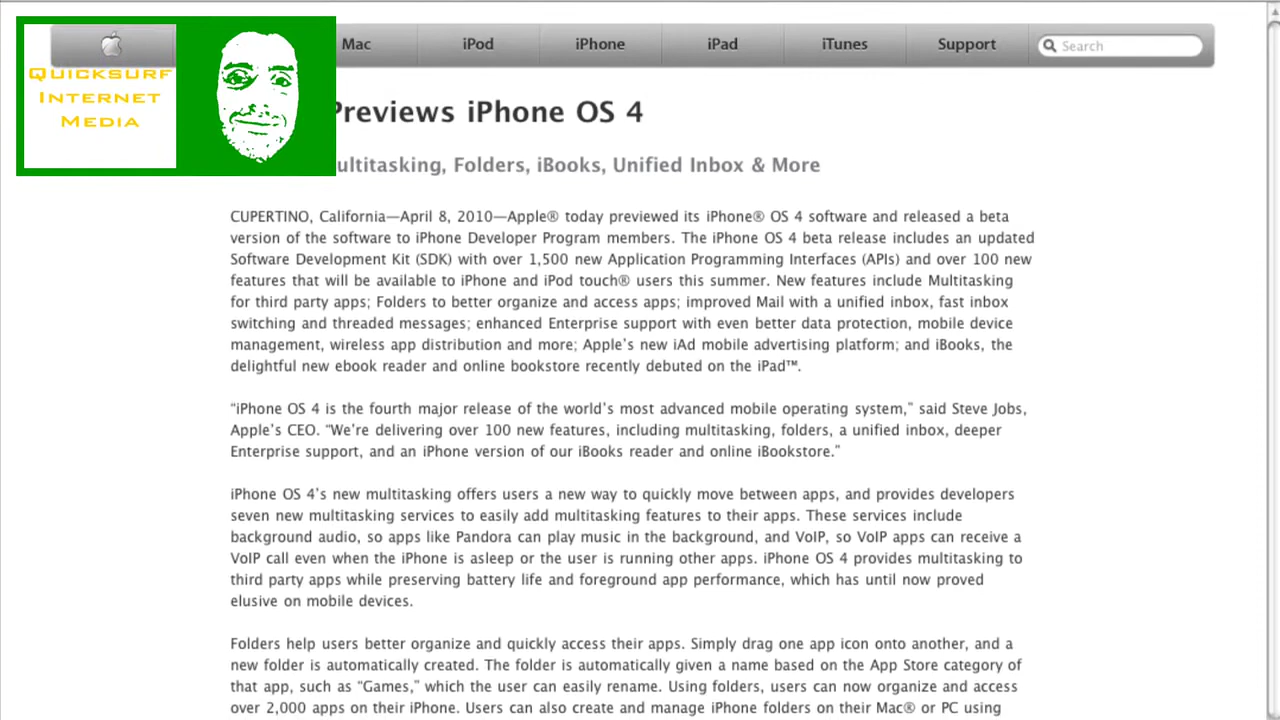 Mac iPod iPhone iPad iTunes Support Search
Quicksurf
Internet
Media
Previews iPhone OS 4
ultitasking, Folders, iBooks, Unified Inbox & More
CUPERTINO, California—April 8, 2010—Apple® today previewed its iPhone® OS 4 software and released a beta
version of the software to iPhone Developer Program members. The iPhone OS 4 beta release includes an updated
Software Development Kit (SDK) with over 1,500 new Application Programming Interfaces (APIs) and over 100 new
features that will be available to iPhone and iPod touch® users this summer. New features include Multitasking
for third party apps; Folders to better organize and access apps; improved Mail with a unified inbox, fast inbox
switching and threaded messages; enhanced Enterprise support with even better data protection, mobile device
management, wireless app distribution and more; Apple’s new iAd mobile advertising platform; and iBooks, the
delightful new ebook reader and online bookstore recently debuted on the iPad™.
“iPhone OS 4 is the fourth major release of the world’s most advanced mobile operating system,” said Steve Jobs,
Apple’s CEO. “We’re delivering over 100 new features, including multitasking, folders, a unified inbox, deeper
Enterprise support, and an iPhone version of our iBooks reader and online iBookstore.”
iPhone OS 4’s new multitasking offers users a new way to quickly move between apps, and provides developers
seven new multitasking services to easily add multitasking features to their apps. These services include
background audio, so apps like Pandora can play music in the background, and VoIP, so VoIP apps can receive a
VoIP call even when the iPhone is asleep or the user is running other apps. iPhone OS 4 provides multitasking to
third party apps while preserving battery life and foreground app performance, which has until now proved
elusive on mobile devices.
Folders help users better organize and quickly access their apps. Simply drag one app icon onto another, and a
new folder is automatically created. The folder is automatically given a name based on the App Store category of
that app, such as “Games,” which the user can easily rename. Using folders, users can now organize and access
over 2,000 apps on their iPhone. Users can also create and manage iPhone folders on their Mac® or PC using